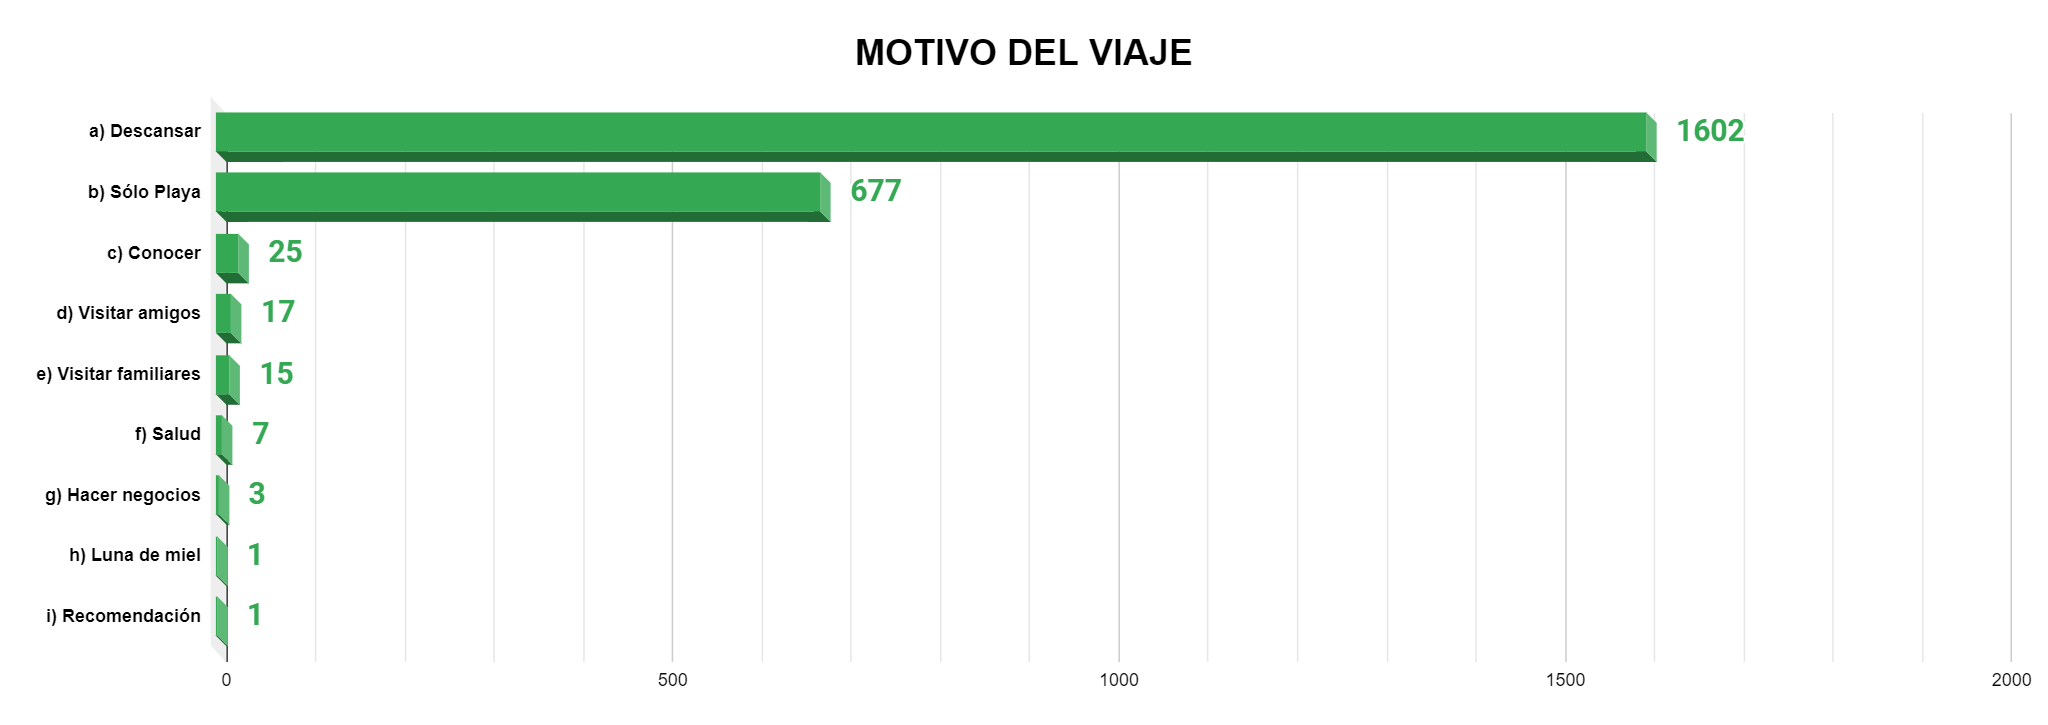 MOTIVO DEL VIAJE
a) Descansar 1602
b) Sólo Playa 677
c) Conocer 25
d) Visitar amigos 17
e) Visitar familiares 15
f) Salud 7
g) Hacer negocios 3
h) Luna de miel 1
i) Recomendación 1
0 500 1000 1500 2000